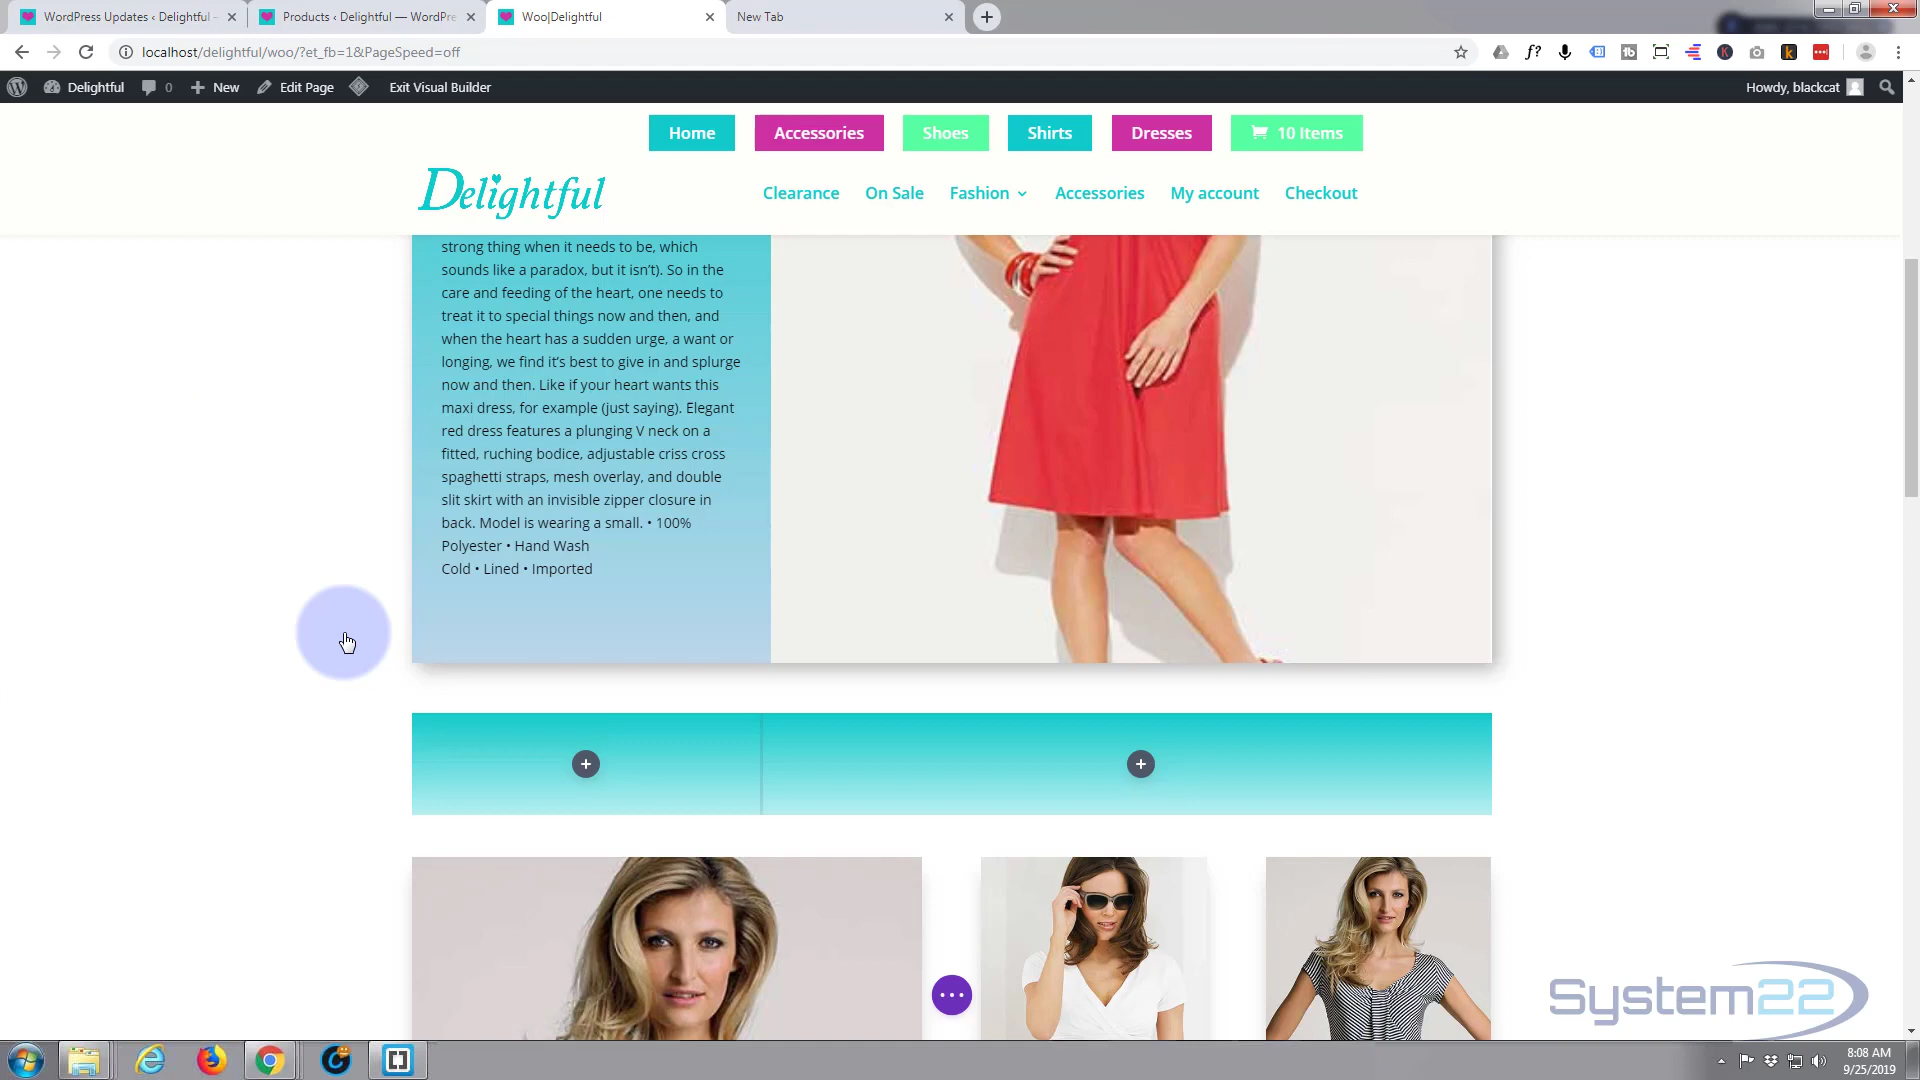 WordPress Updates ‹ Delightful –
Products ‹ Delightful — WordPre
Woo|Delightful
New Tab
localhost/delightful/woo/?et_fb=1&PageSpeed=off
Delightful
0
New
Edit Page
Exit Visual Builder
Howdy, blackcat
Home
Accessories
Shoes
Shirts
Dresses
10 Items
Delightful
Clearance
On Sale
Fashion
Accessories
My account
Checkout
strong thing when it needs to be, which
sounds like a paradox, but it isn’t). So in the
care and feeding of the heart, one needs to
treat it to special things now and then, and
when the heart has a sudden urge, a want or
longing, we find it’s best to give in and splurge
now and then. Like if your heart wants this
maxi dress, for example (just saying). Elegant
red dress features a plunging V neck on a
fitted, ruching bodice, adjustable criss cross
spaghetti straps, mesh overlay, and double
slit skirt with an invisible zipper closure in
back. Model is wearing a small. • 100%
Polyester • Hand Wash
Cold • Lined • Imported
System22
8:08 AM
9/25/2019